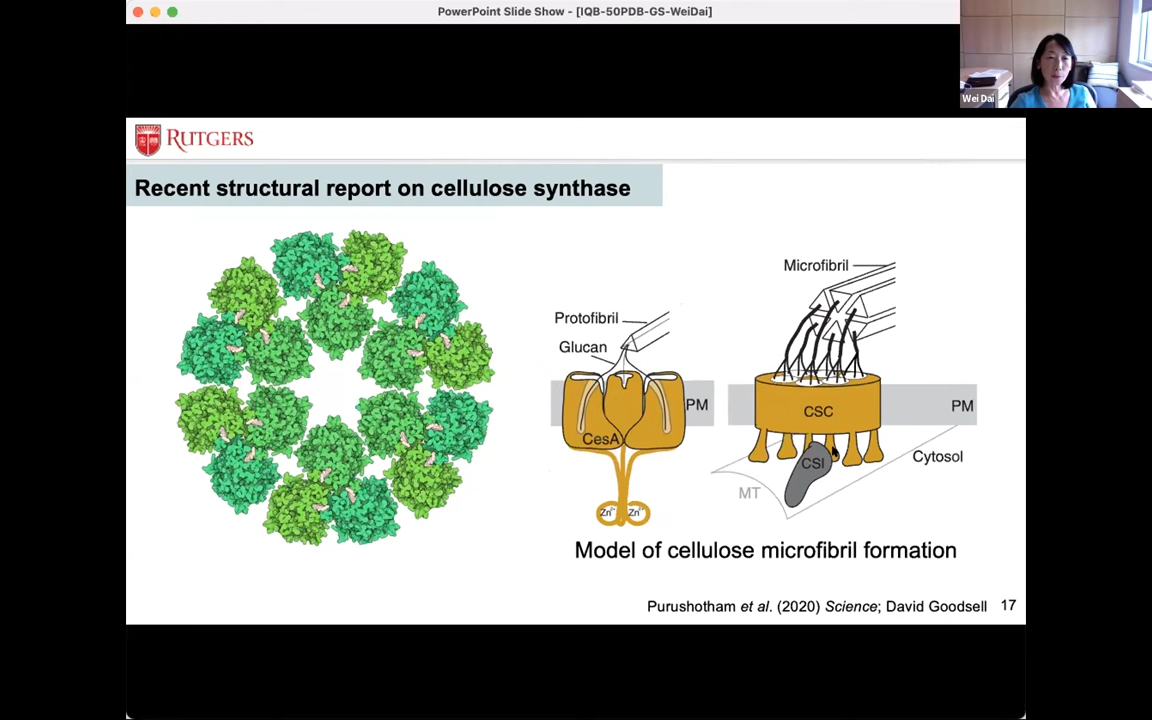 PowerPoint Slide Show - [IQB-50PDB-GS-WeiDai]
Wei Dai
RUTGERS
Recent structural report on cellulose synthase
Microfibril
Protofibril
Glucan
PM
CesA
Zn²⁺ Zn²⁺
CSC
PM
CSI
Cytosol
MT
Model of cellulose microfibril formation
Purushotham et al. (2020) Science; David Goodsell 17